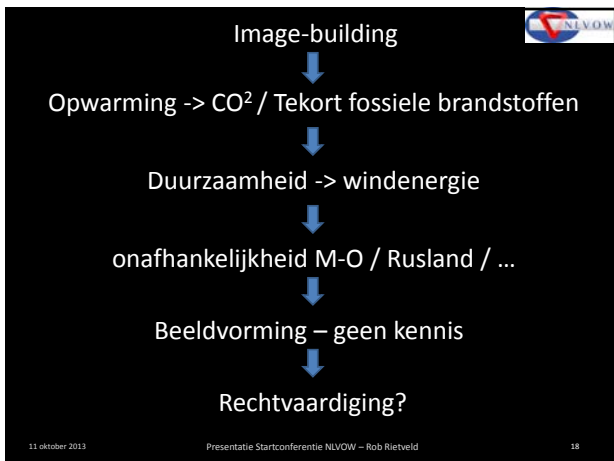 Image-building
NLVOW
Opwarming -> CO² / Tekort fossiele brandstoffen
Duurzaamheid -> windenergie
onafhankelijkheid M-O / Rusland / …
Beeldvorming – geen kennis
Rechtvaardiging?
11 oktober 2013 Presentatie Startconferentie NLVOW – Rob Rietveld 18